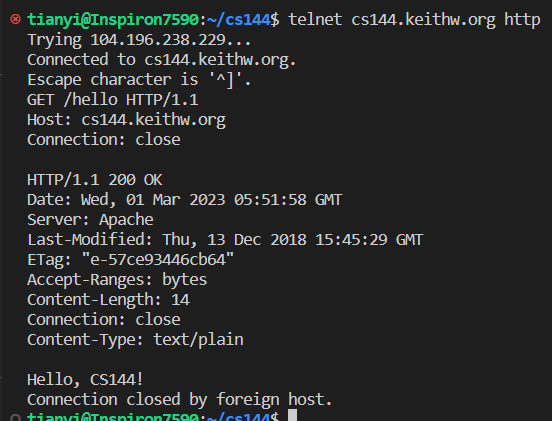 tianyi@Inspiron7590:~/cs144$ telnet cs144.keithw.org http
Trying 104.196.238.229...
Connected to cs144.keithw.org.
Escape character is '^]'.
GET /hello HTTP/1.1
Host: cs144.keithw.org
Connection: close

HTTP/1.1 200 OK
Date: Wed, 01 Mar 2023 05:51:58 GMT
Server: Apache
Last-Modified: Thu, 13 Dec 2018 15:45:29 GMT
ETag: "e-57ce93446cb64"
Accept-Ranges: bytes
Content-Length: 14
Connection: close
Content-Type: text/plain

Hello, CS144!
Connection closed by foreign host.
tianyi@Inspiron7590:~/cs144$